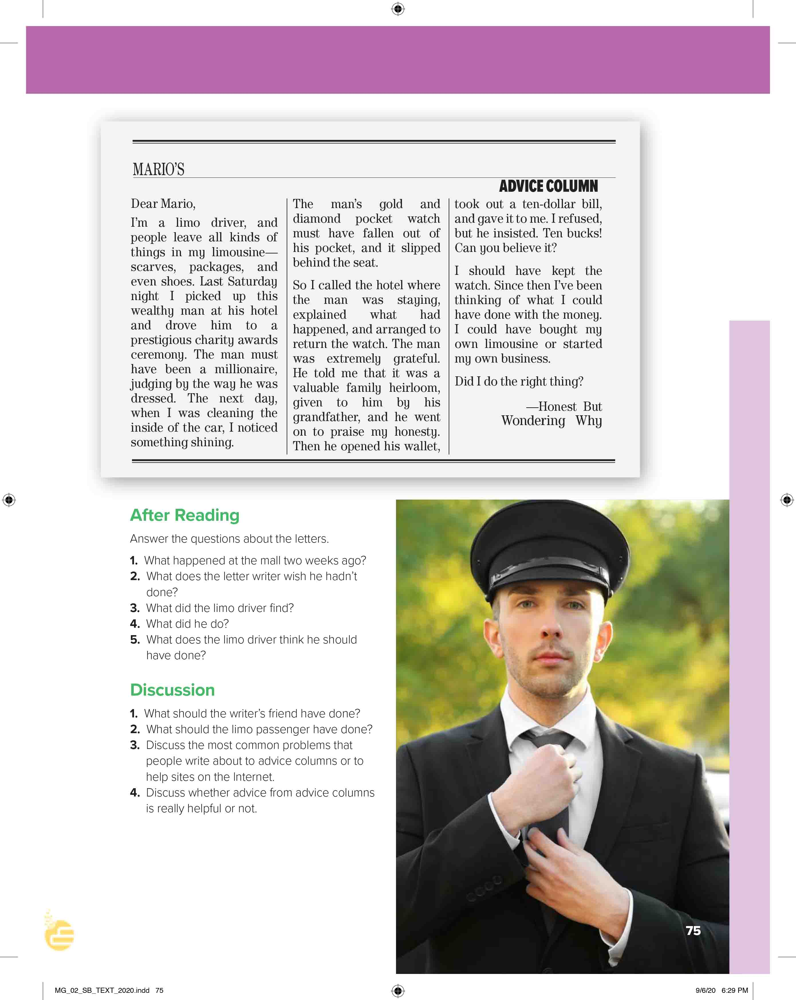 MARIO'S
ADVICE COLUMN
Dear Mario,
I'm a limo driver, and
people leave all kinds of
things in my limousine—
scarves, packages, and
even shoes. Last Saturday
night I picked up this
wealthy man at his hotel
and drove him to a
prestigious charity awards
ceremony. The man must
have been a millionaire,
judging by the way he was
dressed. The next day,
when I was cleaning the
inside of the car, I noticed
something shining.
The man's gold and
diamond pocket watch
must have fallen out of
his pocket, and it slipped
behind the seat.
So I called the hotel where
the man was staying,
explained what had
happened, and arranged to
return the watch. The man
was extremely grateful.
He told me that it was a
valuable family heirloom,
given to him by his
grandfather, and he went
on to praise my honesty.
Then he opened his wallet,
took out a ten-dollar bill,
and gave it to me. I refused,
but he insisted. Ten bucks!
Can you believe it?
I should have kept the
watch. Since then I've been
thinking of what I could
have done with the money.
I could have bought my
own limousine or started
my own business.
Did I do the right thing?
—Honest But
Wondering Why
After Reading
Answer the questions about the letters.
1. What happened at the mall two weeks ago?
2. What does the letter writer wish he hadn't
done?
3. What did the limo driver find?
4. What did he do?
5. What does the limo driver think he should
have done?
Discussion
1. What should the writer's friend have done?
2. What should the limo passenger have done?
3. Discuss the most common problems that
people write about to advice columns or to
help sites on the Internet.
4. Discuss whether advice from advice columns
is really helpful or not.
75
MG_02_SB_TEXT_2020.indd 75
9/6/20 6:29 PM